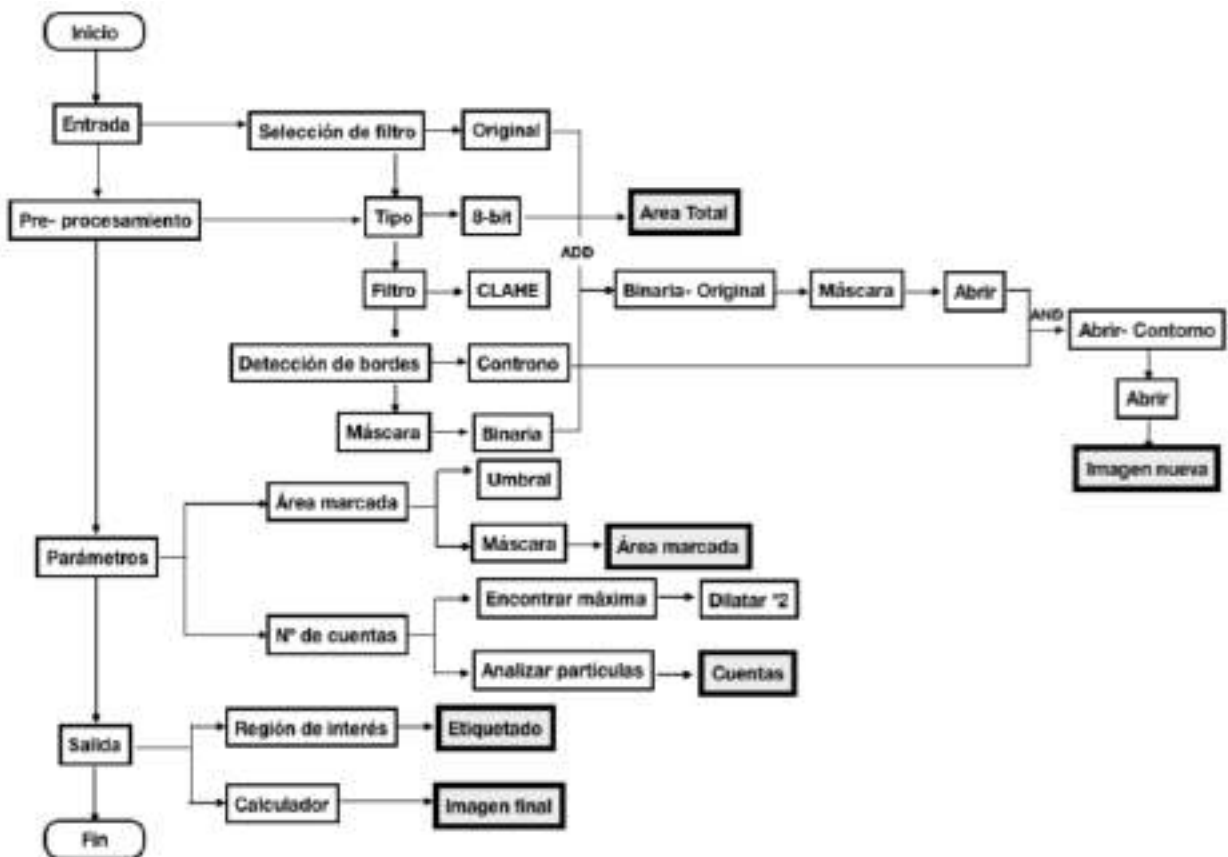 Inicio
Entrada
Selección de filtro
Original
Pre- procesamiento
Tipo
8-bit
Area Total
ADD
Filtro
CLAHE
Binaria- Original
Máscara
Abrir
AND
Abrir- Contorno
Detección de bordes
Controno
Abrir
Máscara
Binaria
Imagen nueva
Área marcada
Umbral
Parámetros
Máscara
Área marcada
Encontrar máxima
Dilatar *2
Nº de cuentas
Analizar particulas
Cuentas
Salida
Región de interés
Etiquetado
Calculador
Imagen final
Fin